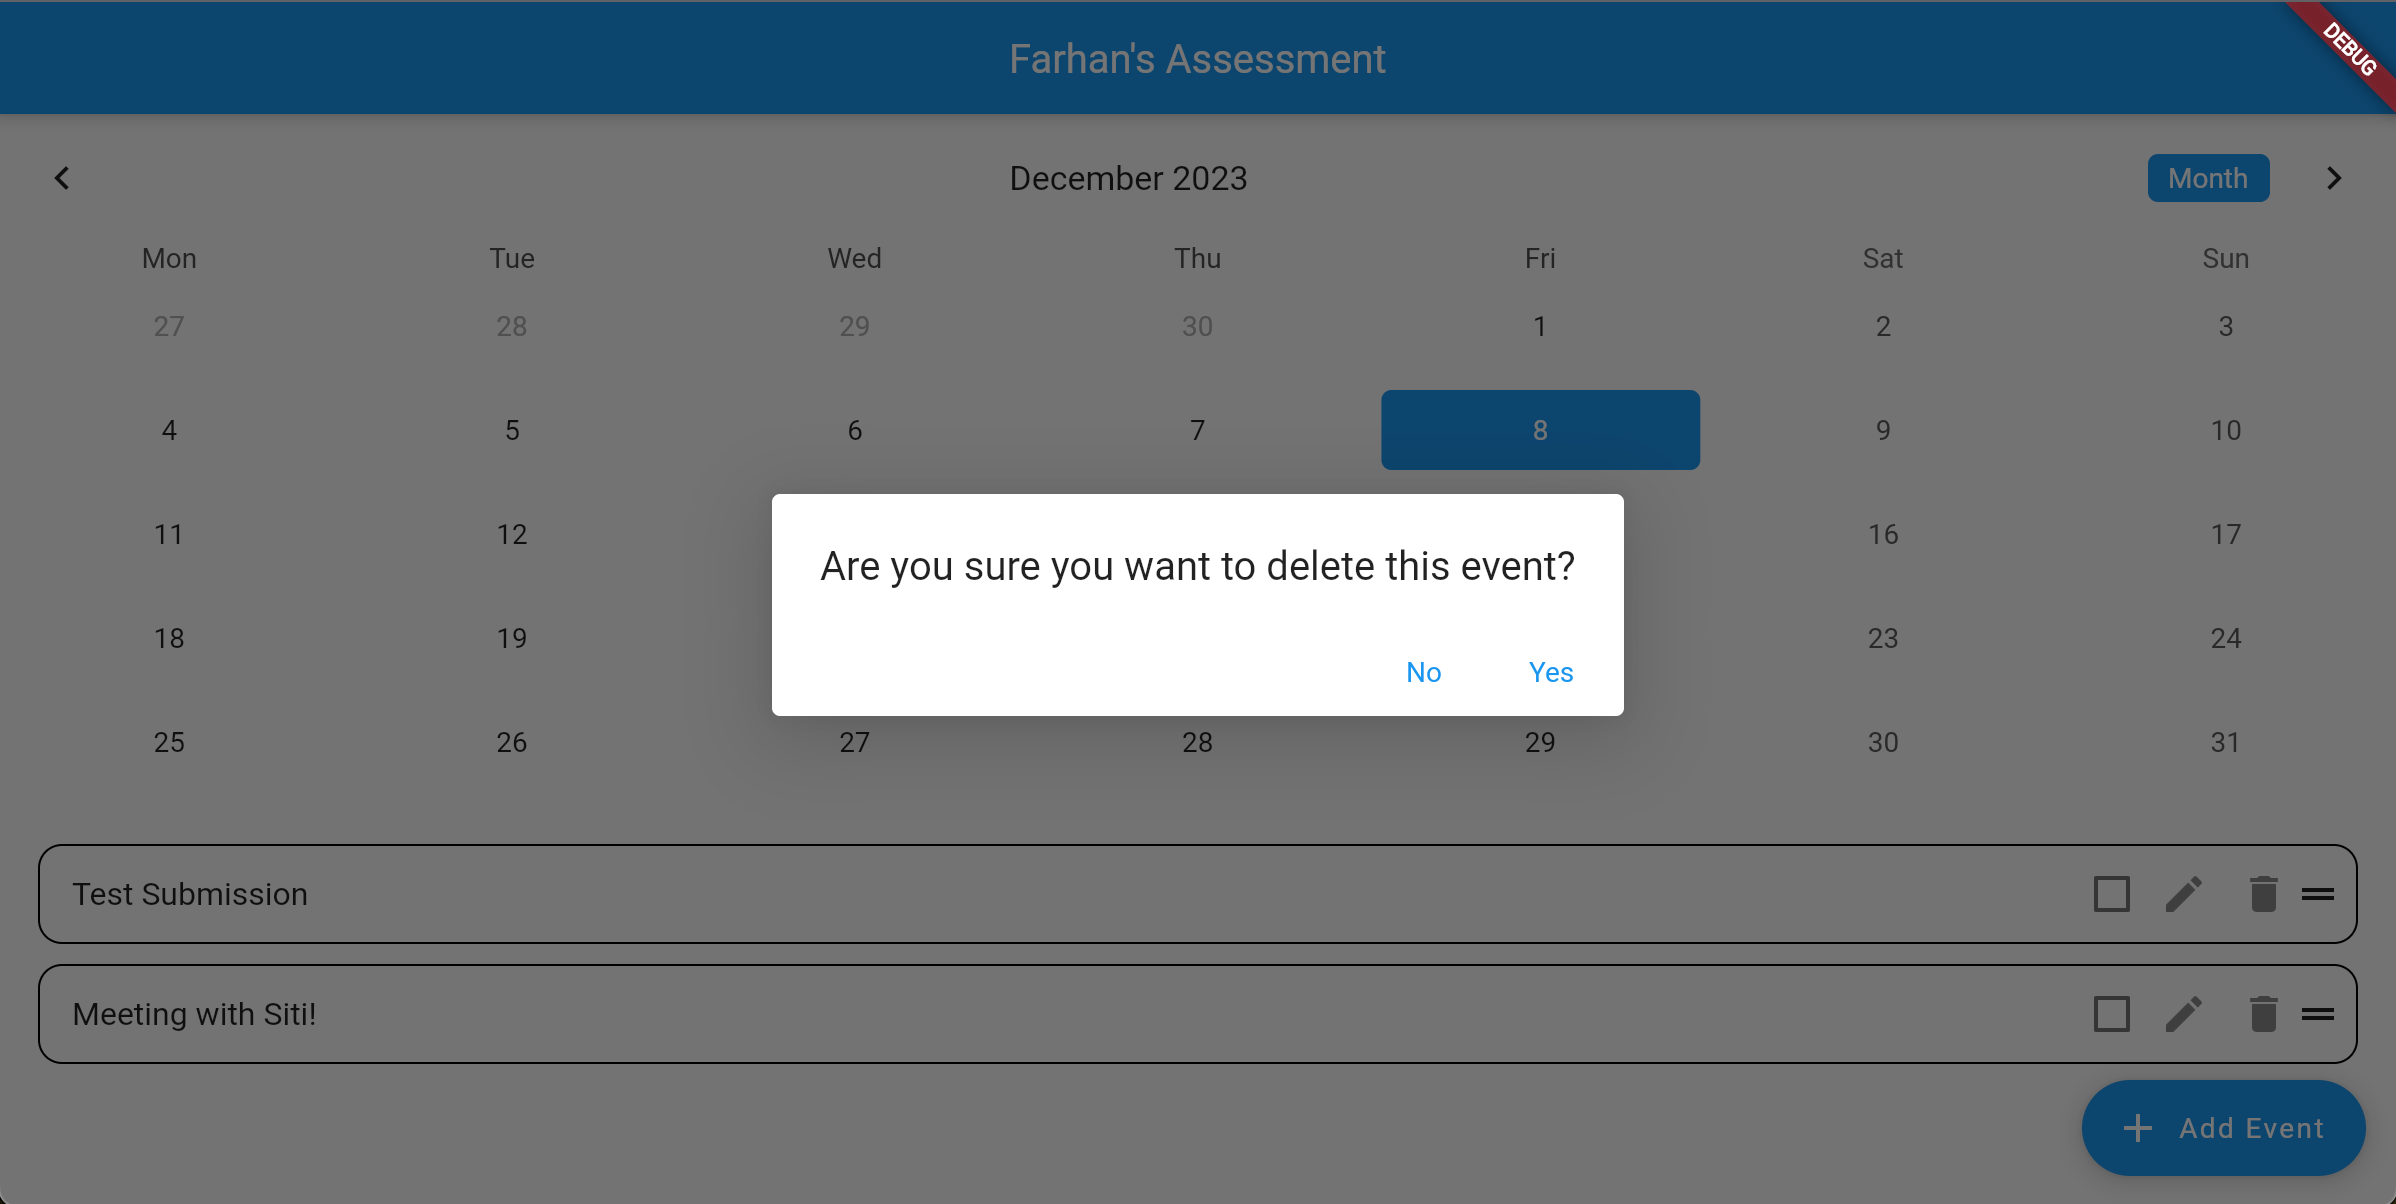 Farhan's Assessment
DEBUG
December 2023
Month
Mon Tue Wed Thu Fri Sat Sun
27 28 29 30 1 2 3
4 5 6 7 8 9 10
11 12 16 17
Are you sure you want to delete this event?
18 19 23 24
No Yes
25 26 27 28 29 30 31
Test Submission
Meeting with Siti!
Add Event